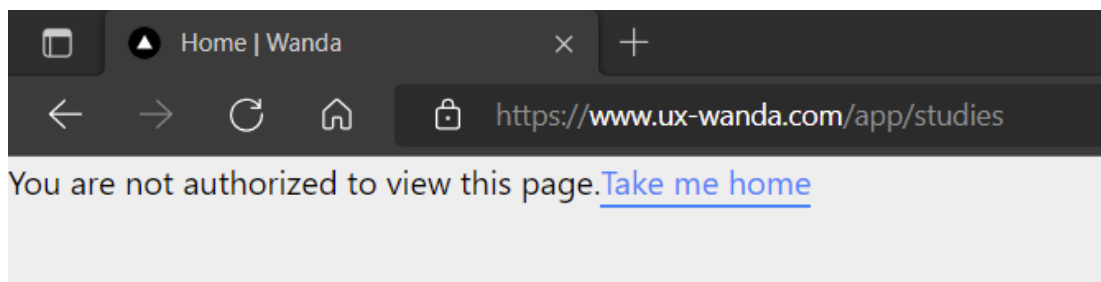 Home | Wanda
https://www.ux-wanda.com/app/studies
You are not authorized to view this page.Take me home